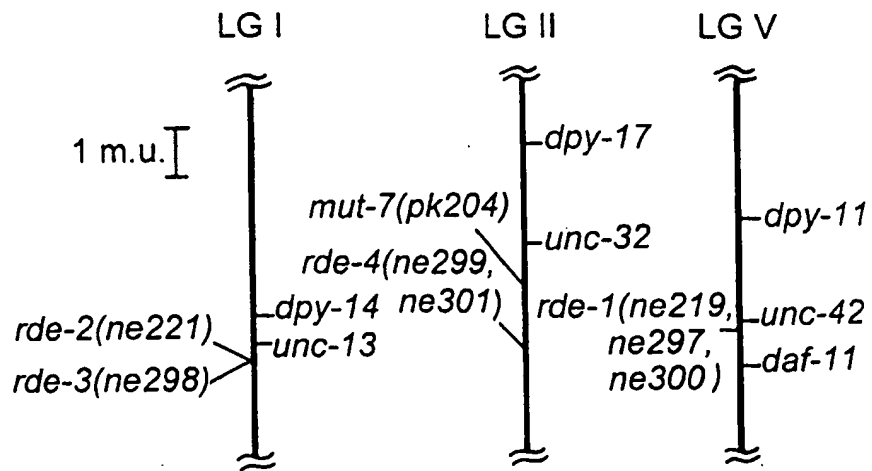 LG I
LG II
LG V
1 m.u.
dpy-17
mut-7(pk204)
unc-32
dpy-11
rde-4(ne299,
ne301)
dpy-14
unc-13
rde-2(ne221)
rde-3(ne298)
rde-1(ne219,
ne297,
ne300)
unc-42
daf-11